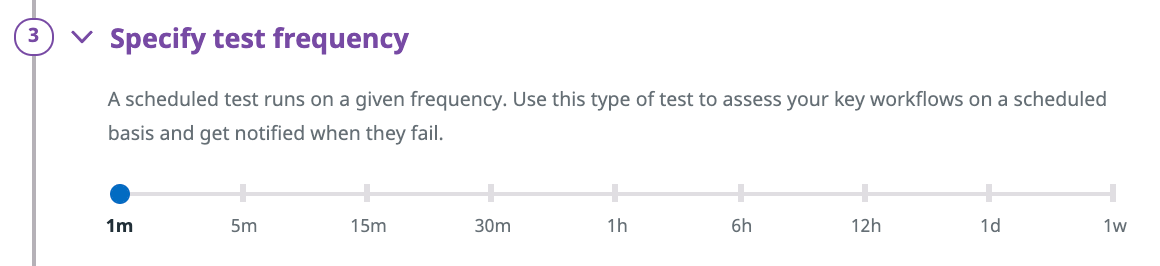 3 Specify test frequency
A scheduled test runs on a given frequency. Use this type of test to assess your key workflows on a scheduled
basis and get notified when they fail.
1m 5m 15m 30m 1h 6h 12h 1d 1w